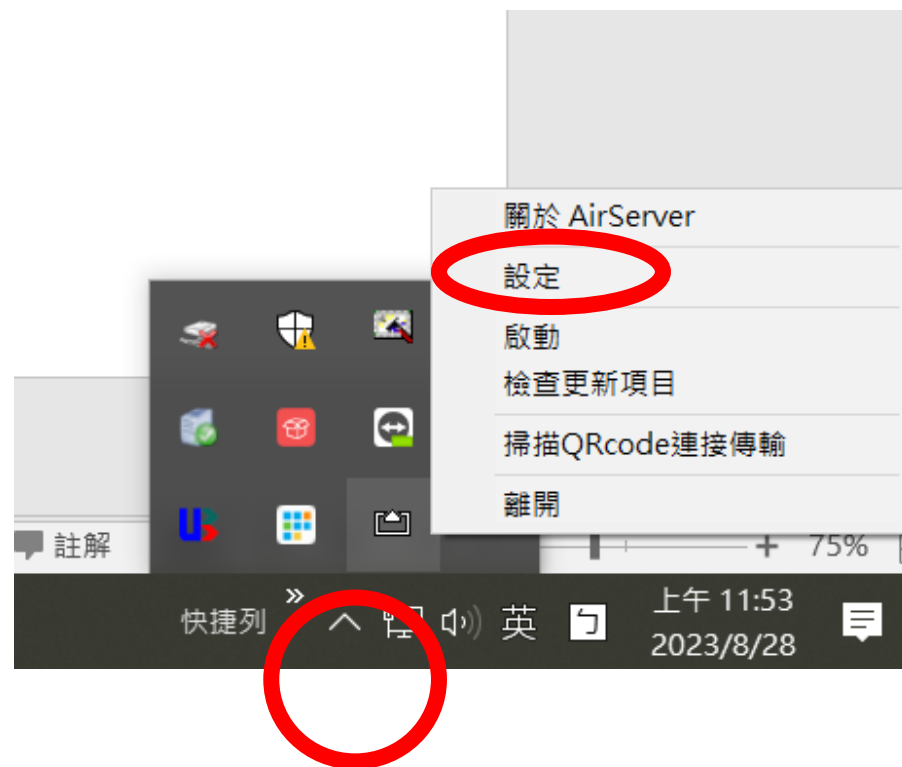 關於 AirServer
設定
啟動
檢查更新項目
掃描QRcode連接傳輸
離開
註解
75%
快捷列
英
ㄅ
上午 11:53
2023/8/28